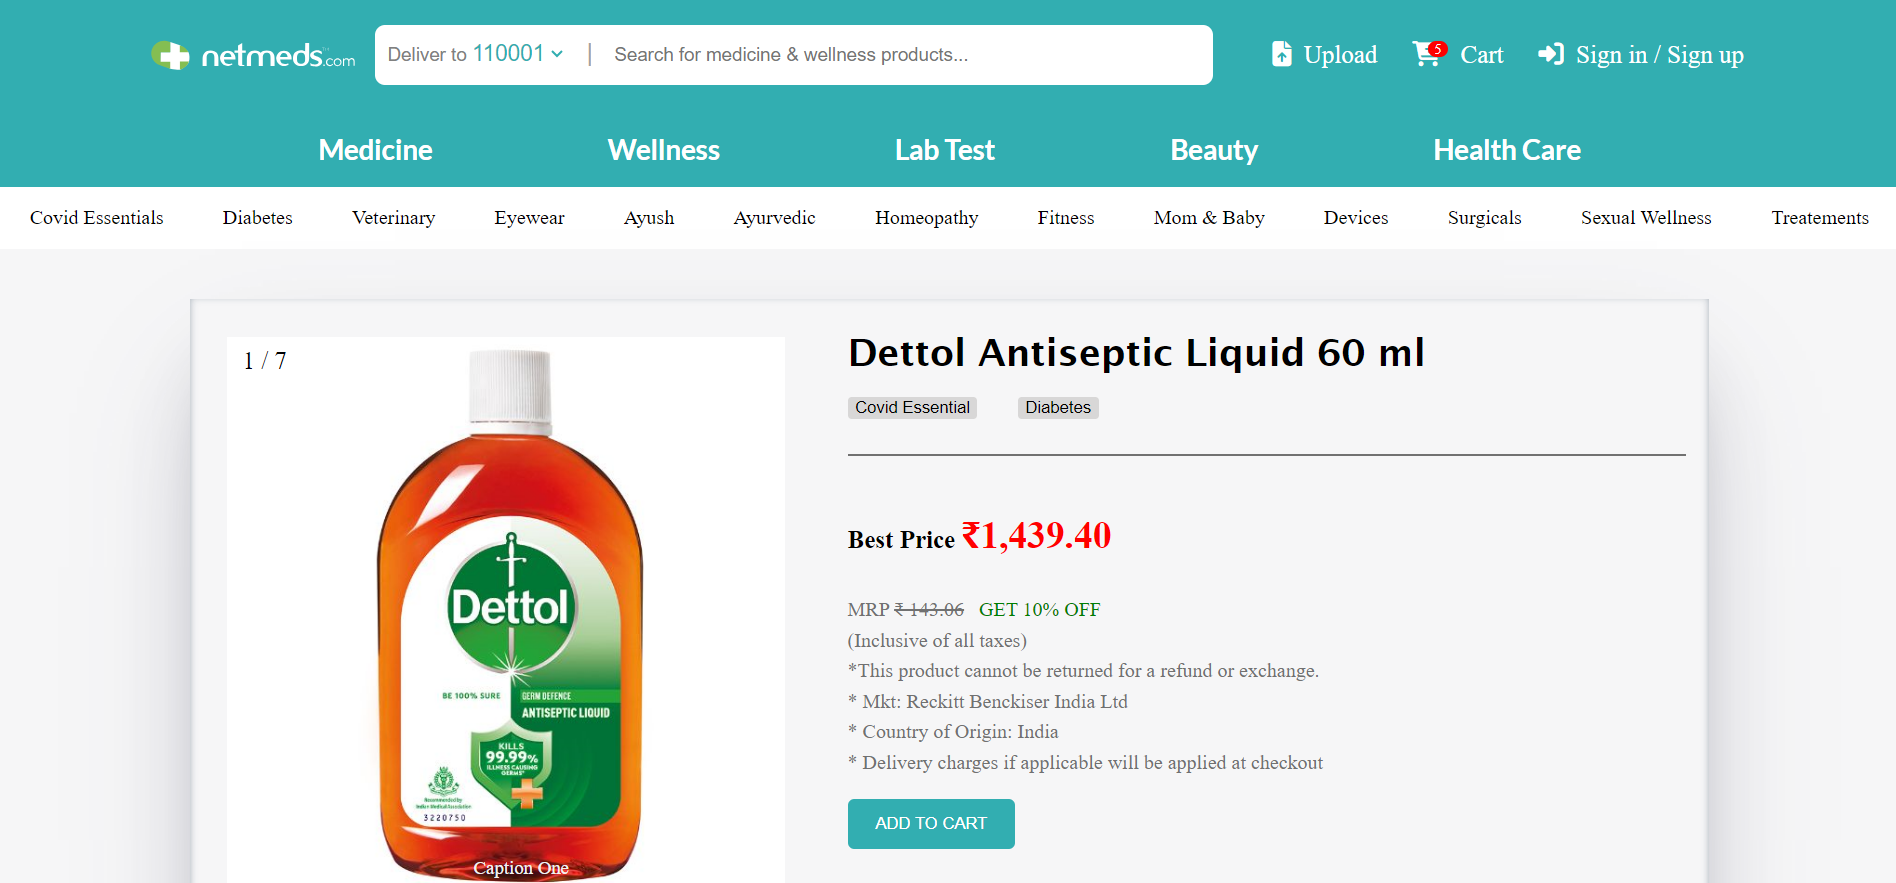 netmeds.com
Deliver to 110001 | Search for medicine & wellness products...
Upload 5 Cart Sign in / Sign up
Medicine Wellness Lab Test Beauty Health Care
Covid Essentials Diabetes Veterinary Eyewear Ayush Ayurvedic Homeopathy Fitness Mom & Baby Devices Surgicals Sexual Wellness Treatements
1 / 7
Dettol
BE 100% SURE
GERM DEFENCE
ANTISEPTIC LIQUID
KILLS
99.99%
ILLNESS CAUSING
GERMS*
Recommended by
Indian Medical Association
3220750
Caption One
Dettol Antiseptic Liquid 60 ml
Covid Essential Diabetes
Best Price ₹1,439.40
MRP ₹ 143.06 GET 10% OFF
(Inclusive of all taxes)
*This product cannot be returned for a refund or exchange.
* Mkt: Reckitt Benckiser India Ltd
* Country of Origin: India
* Delivery charges if applicable will be applied at checkout
ADD TO CART